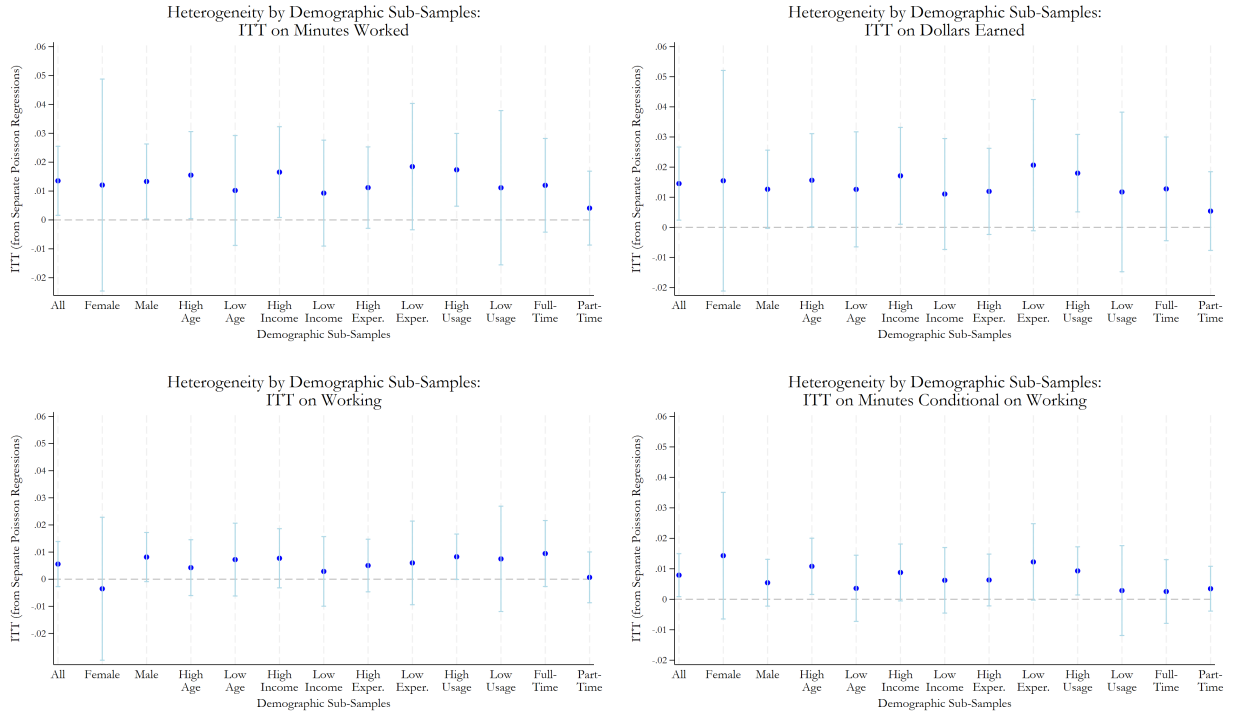 Heterogeneity by Demographic Sub-Samples:
ITT on Minutes Worked
ITT (from Separate Poissson Regressions)
.06
.05
.04
.03
.02
.01
0
-.01
-.02
All Female Male High Low High Low High Low High Low Full- Part-
Age Age Income Income Exper. Exper. Usage Usage Time Time
Demographic Sub-Samples
Heterogeneity by Demographic Sub-Samples:
ITT on Dollars Earned
ITT (from Separate Poissson Regressions)
.06
.05
.04
.03
.02
.01
0
-.01
-.02
All Female Male High Low High Low High Low High Low Full- Part-
Age Age Income Income Exper. Exper. Usage Usage Time Time
Demographic Sub-Samples
Heterogeneity by Demographic Sub-Samples:
ITT on Working
ITT (from Separate Poissson Regressions)
.06
.05
.04
.03
.02
.01
0
-.01
-.02
All Female Male High Low High Low High Low High Low Full- Part-
Age Age Income Income Exper. Exper. Usage Usage Time Time
Demographic Sub-Samples
Heterogeneity by Demographic Sub-Samples:
ITT on Minutes Conditional on Working
ITT (from Separate Poissson Regressions)
.06
.05
.04
.03
.02
.01
0
-.01
-.02
All Female Male High Low High Low High Low High Low Full- Part-
Age Age Income Income Exper. Exper. Usage Usage Time Time
Demographic Sub-Samples